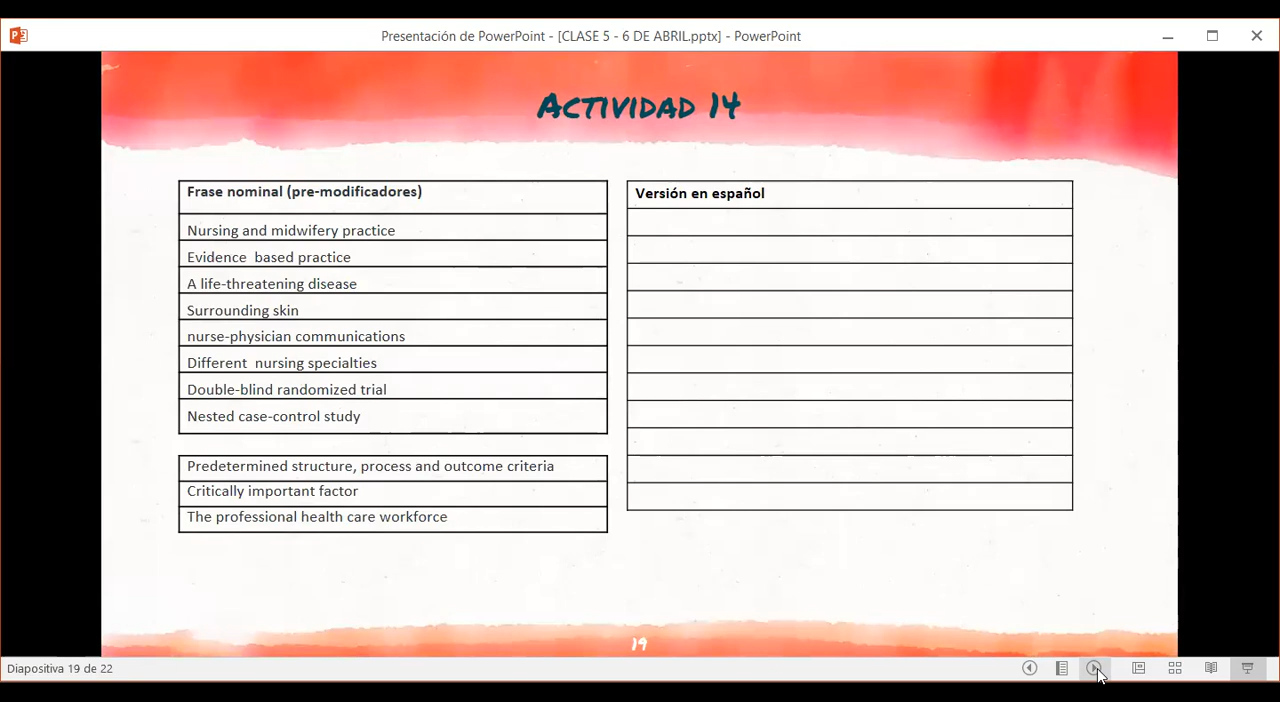 Presentación de PowerPoint - [CLASE 5 - 6 DE ABRIL.pptx] - PowerPoint
ACTIVIDAD 14
Frase nominal (pre-modificadores)
Nursing and midwifery practice
Evidence  based practice
A life-threatening disease
Surrounding skin
nurse-physician communications
Different  nursing specialties
Double-blind randomized trial
Nested case-control study
Predetermined structure, process and outcome criteria
Critically important factor
The professional health care workforce
Versión en español
19
Diapositiva 19 de 22